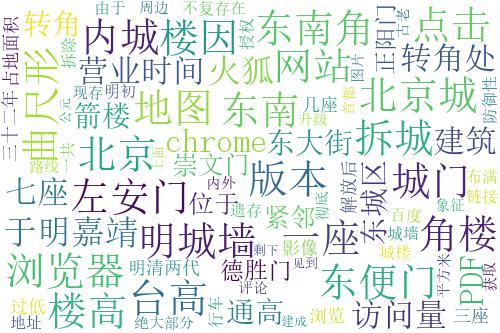 由于
周边
不复存在
转角
拆除
内城
楼因
授权
东南角
点击
三十二年
占地面积
曲尺形
营业时间
火狐
网站
图片
正阳门
转角处
古老
防御性
公元
现存
明初
箭楼
地图
东南
几座
首都
北京城
路线
一共
北京
chrome
上面
升级
东大街
拆城
建筑
崇文门
七座
左安门
版本
解放后
东城区
城门
布满
链接
位于
内外
遗存
彻底
百度
象征
于明嘉靖
明城墙
紧邻
一座
城墙
角楼
浏览器
影像
城楼
平方米
PDF
获取
明清两代
德胜门
剩下
见到
东便门
过低
楼高
台高
行车
评论
浏览
访问量
三座
地址
绝大部分
通高
建成